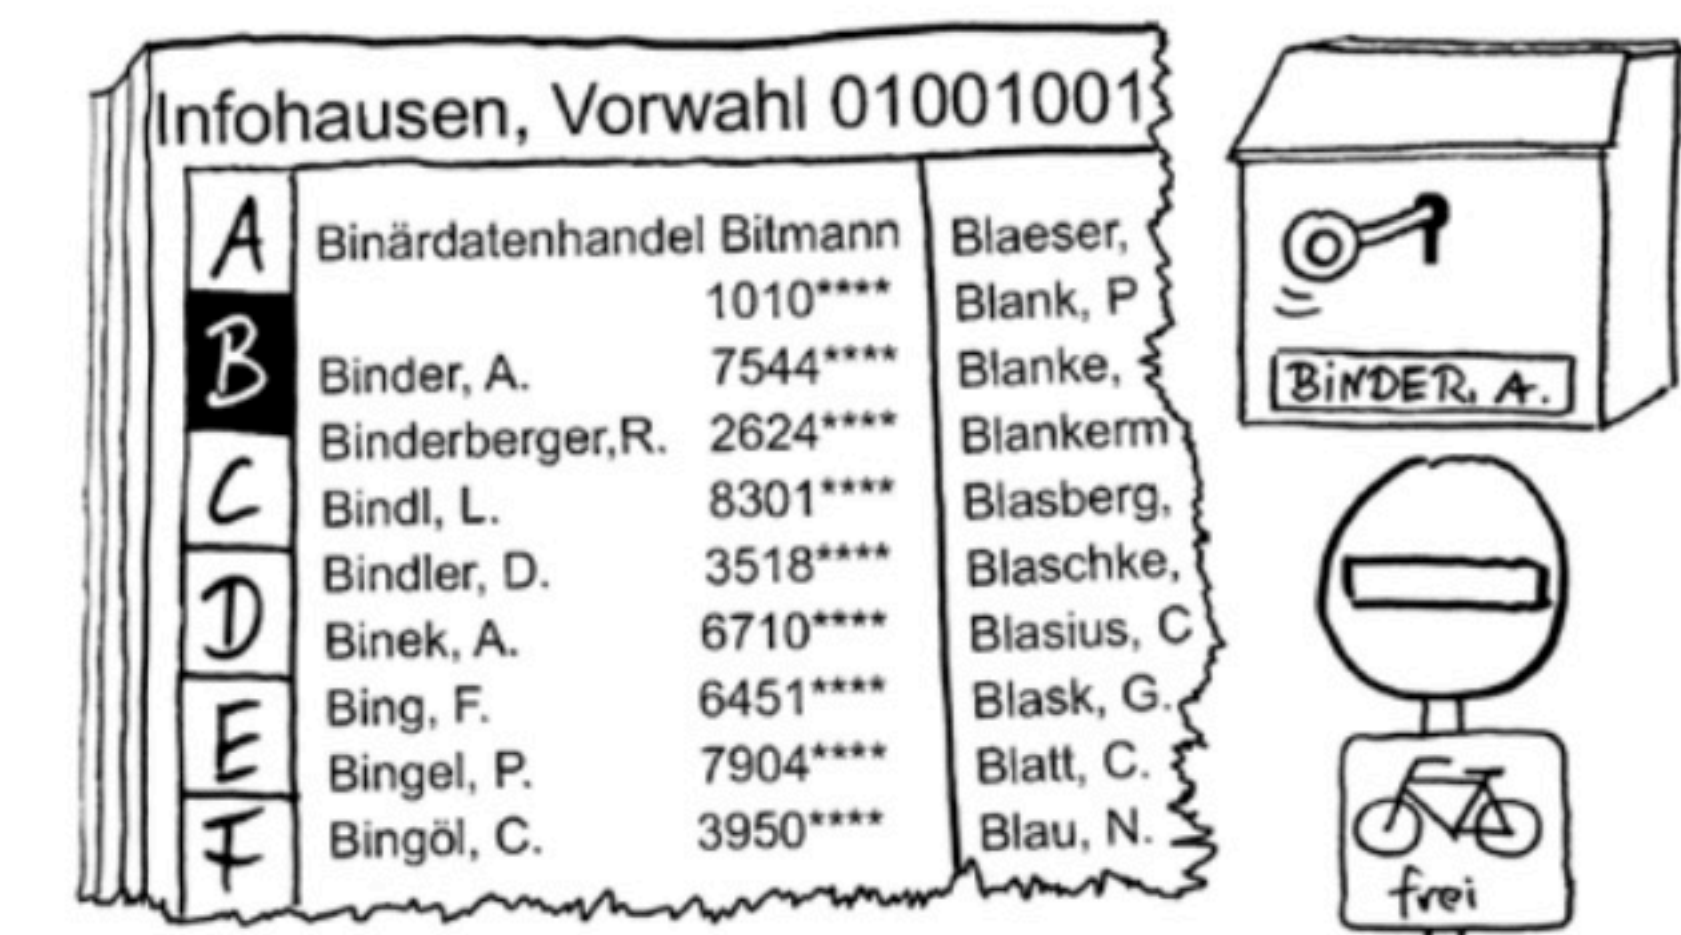 Infohausen, Vorwahl 01001001
A
B
C
D
E
F
Binärdatenhandel Bitmann
1010****
Binder, A. 7544****
Binderberger,R. 2624****
Bindl, L. 8301****
Bindler, D. 3518****
Binek, A. 6710****
Bing, F. 6451****
Bingel, P. 7904****
Bingöl, C. 3950****
Blaeser,
Blank, P
Blanke,
Blankerm
Blasberg,
Blaschke,
Blasius, C
Blask, G.
Blatt, C.
Blau, N.
BINDER, A.
frei